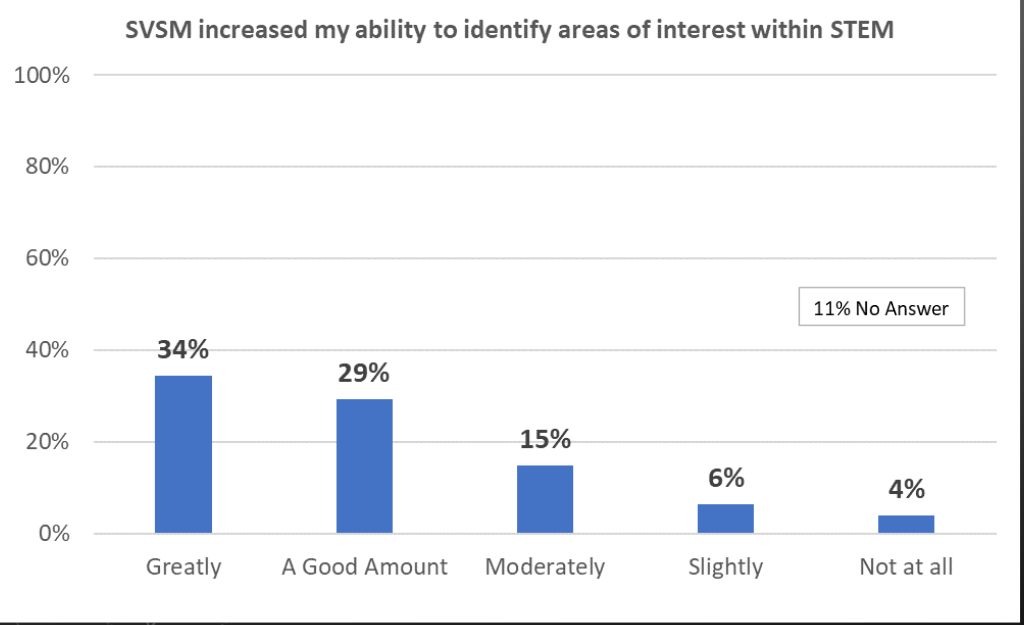 SVSM increased my ability to identify areas of interest within STEM
100%
80%
60%
11% No Answer
40%
34%
29%
20%
15%
6%
4%
0%
Greatly
A Good Amount
Moderately
Slightly
Not at all